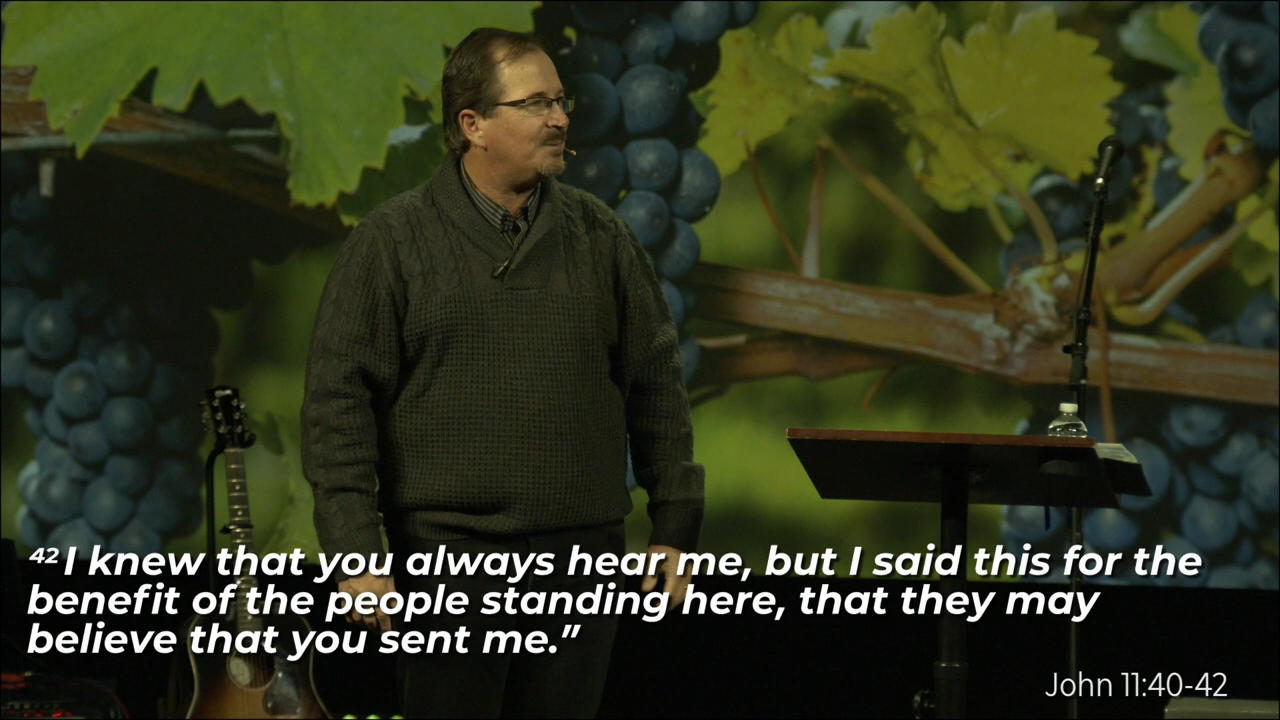 ⁴²I knew that you always hear me, but I said this for the
benefit of the people standing here, that they may
believe that you sent me.”
John 11:40-42